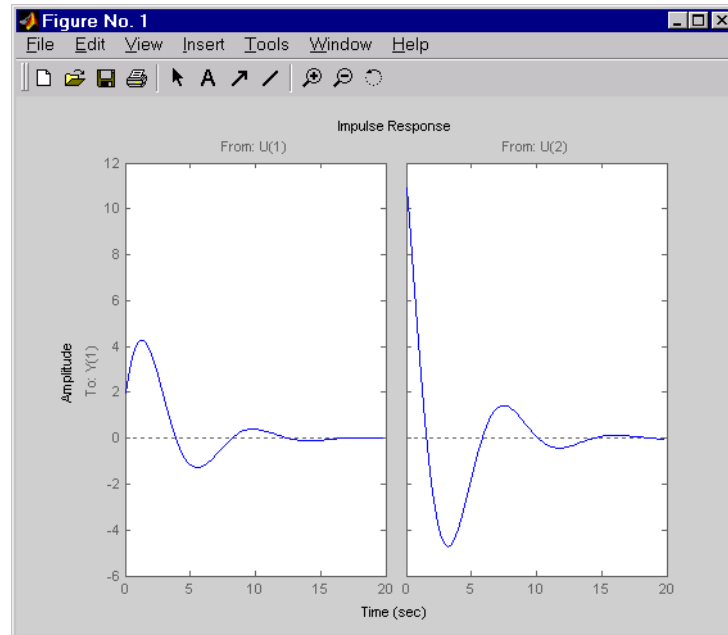 Figure No. 1
File Edit View Insert Tools Window Help
A
Impulse Response
From: U(1) From: U(2)
12
10
8
6
4
2
0
-2
-4
-6
Amplitude
To: Y(1)
0 5 10 15 20 0 5 10 15 20
Time (sec)